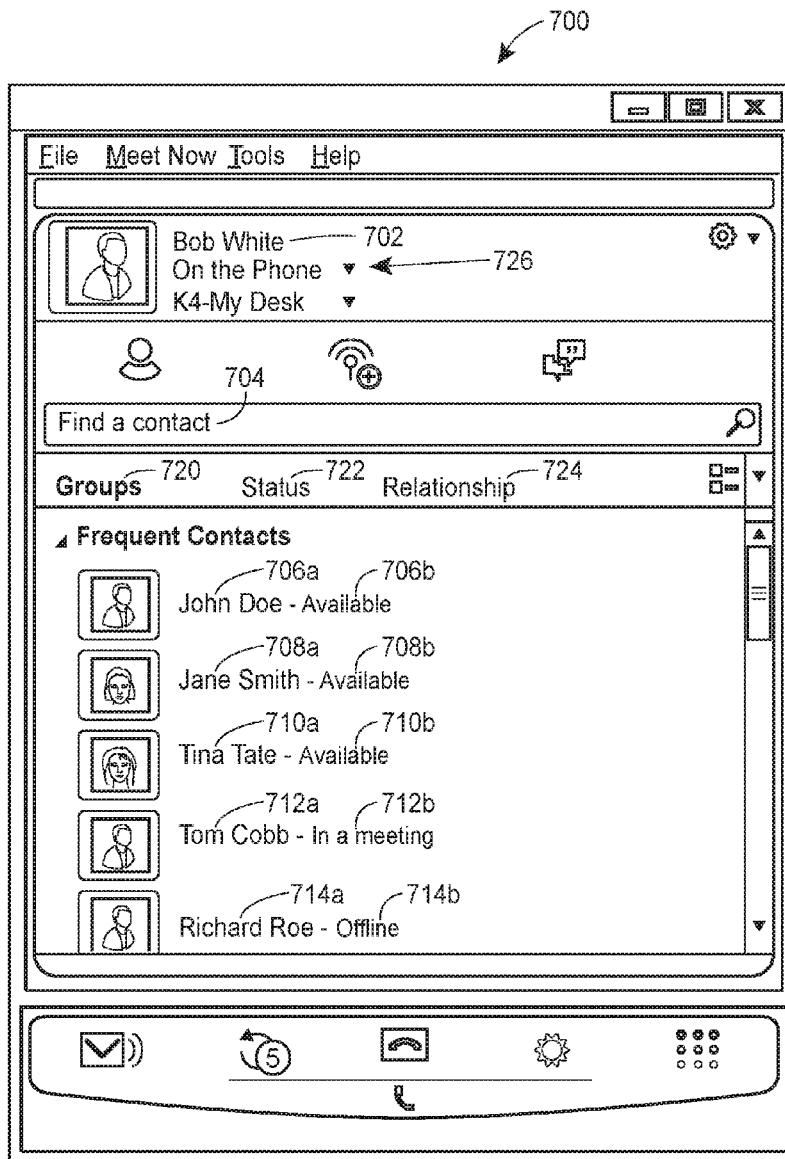 700
File Meet Now Tools Help
Bob White 702
On the Phone 726
K4-My Desk
704
Find a contact
Groups 720 Status 722 Relationship 724
Frequent Contacts
706a 706b
John Doe - Available
708a 708b
Jane Smith - Available
710a 710b
Tina Tate - Available
712a 712b
Tom Cobb - In a meeting
714a 714b
Richard Roe - Offline
5